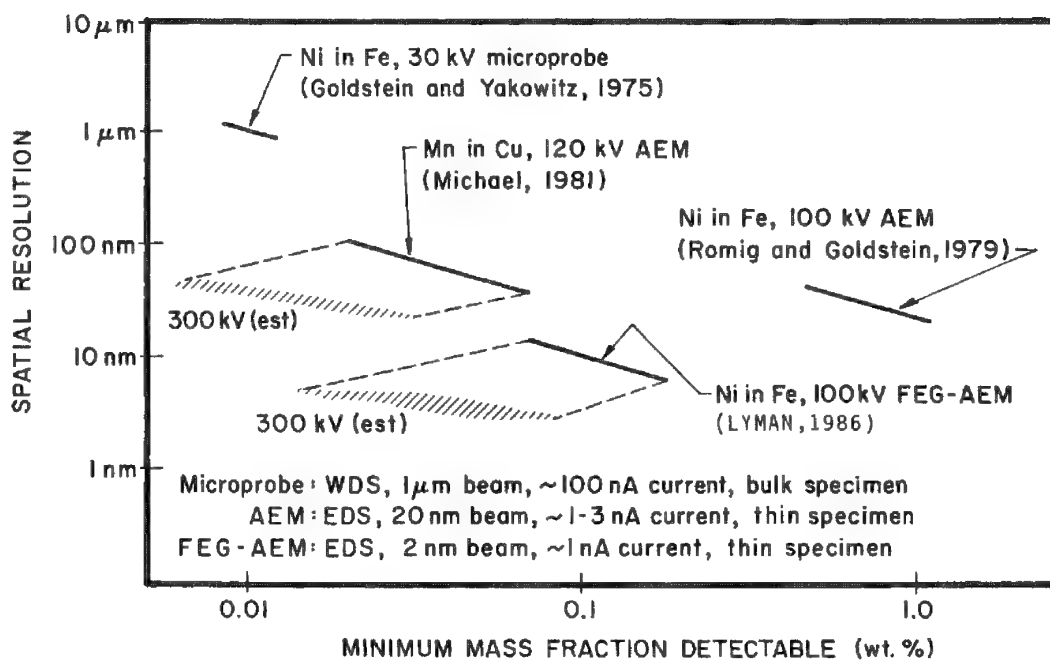 10 μm
Ni in Fe, 30 kV microprobe
(Goldstein and Yakowitz, 1975)
1 μm
Mn in Cu, 120 kV AEM
(Michael, 1981)
Ni in Fe, 100 kV AEM
(Romig and Goldstein, 1979)
100 nm
300 kV (est)
10 nm
Ni in Fe, 100kV FEG-AEM
(LYMAN, 1986)
300 kV (est)
1 nm
Microprobe: WDS, 1μm beam, ~100 nA current, bulk specimen
AEM: EDS, 20 nm beam, ~1-3 nA current, thin specimen
FEG-AEM: EDS, 2 nm beam, ~1nA current, thin specimen
SPATIAL RESOLUTION
0.01
0.1
1.0
MINIMUM MASS FRACTION DETECTABLE (wt. %)